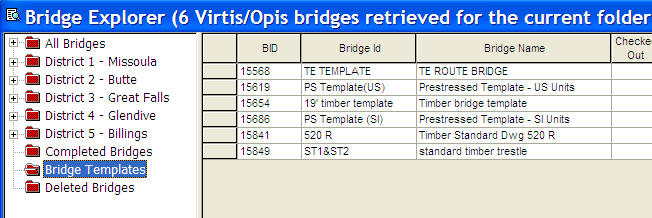 Bridge Explorer (6 Virtis/Opis bridges retrieved for the current folder
All Bridges
District 1 - Missoula
District 2 - Butte
District 3 - Great Falls
District 4 - Glendive
District 5 - Billings
Completed Bridges
Bridge Templates
Deleted Bridges
BID Bridge Id Bridge Name Checked Out
15568 TE TEMPLATE TE ROUTE BRIDGE
15619 PS Template(US) Prestressed Template - US Units
15654 19' timber template Timber bridge template
15686 PS Template (SI) Prestressed Template - SI Units
15841 520 R Timber Standard Dwg 520 R
15849 ST1&ST2 standard timber trestle